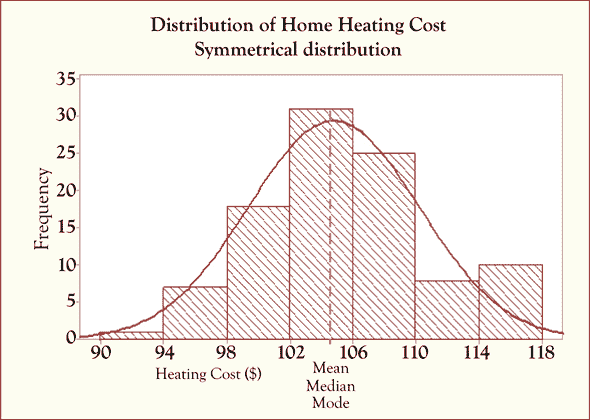 Distribution of Home Heating Cost
Symmetrical distribution
35
30
25
20
15
10
5
0
Frequency
90 94 98 102 106 110 114 118
Heating Cost ($)
Mean
Median
Mode